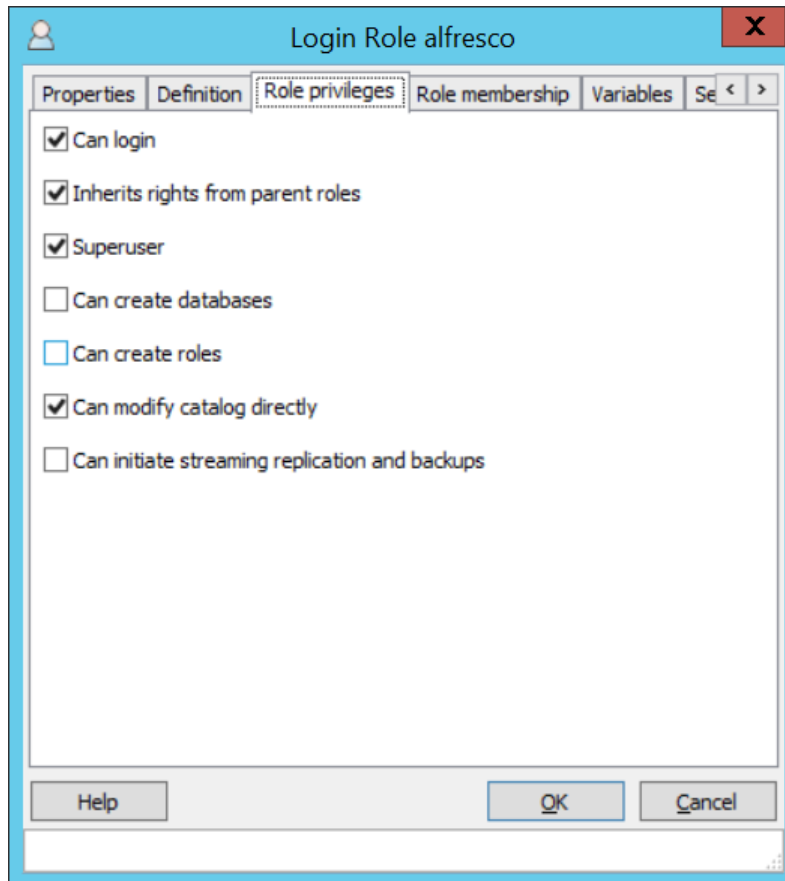 Login Role alfresco
X
Properties Definition Role privileges Role membership Variables Se < >
Can login
Inherits rights from parent roles
Superuser
Can create databases
Can create roles
Can modify catalog directly
Can initiate streaming replication and backups
Help OK Cancel